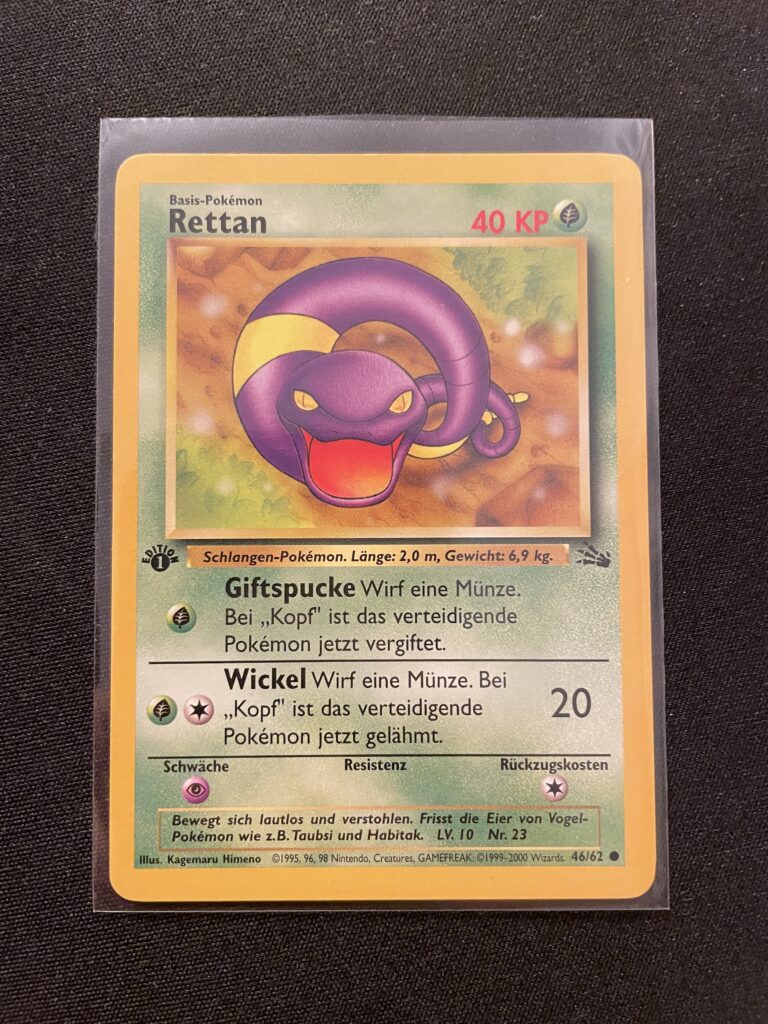 Basis-Pokémon
Rettan
40 KP
EDITION
1
Schlangen-Pokémon. Länge: 2,0 m, Gewicht: 6,9 kg.
Giftspucke Wirf eine Münze.
Bei „Kopf" ist das verteidigende
Pokémon jetzt vergiftet.
Wickel Wirf eine Münze. Bei
„Kopf" ist das verteidigende
Pokémon jetzt gelähmt.
20
Schwäche Resistenz Rückzugskosten
Bewegt sich lautlos und verstohlen. Frisst die Eier von Vogel-
Pokémon wie z.B. Taubsi und Habitak. LV. 10 Nr. 23
Illus. Kagemaru Himeno ©1995, 96, 98 Nintendo, Creatures, GAMEFREAK. ©1999–2000 Wizards. 46/62